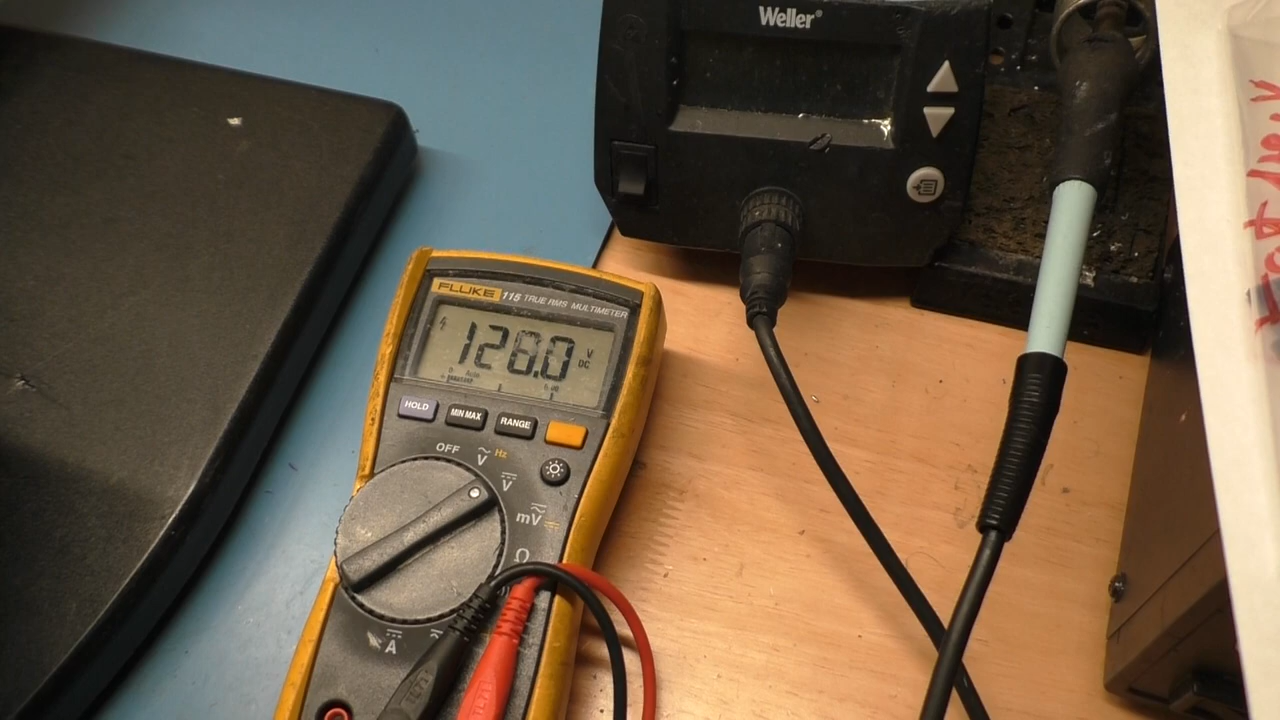 Weller®
FLUKE 115 TRUE RMS MULTIMETER
128.0 V
DC
Auto
HOLD
MIN MAX
RANGE
OFF
V Hz
V
mV
Ω
A